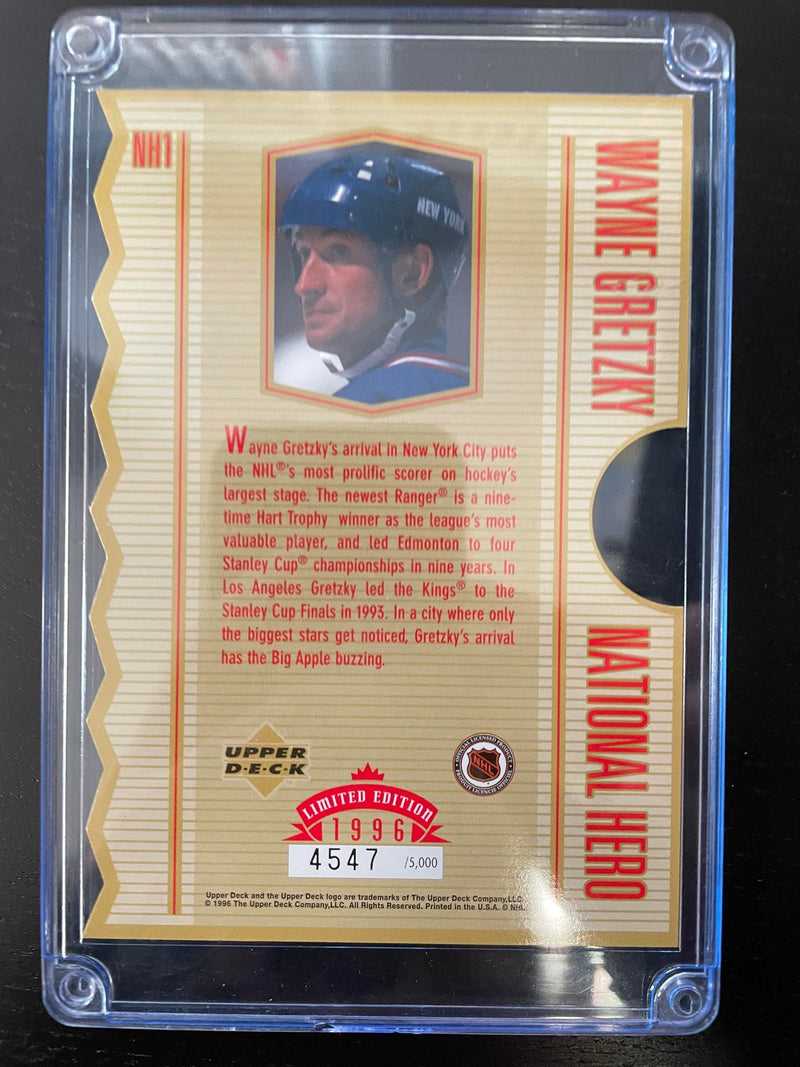 NH1
NEW YORK
WAYNE GRETZKY
NATIONAL HERO
Wayne Gretzky's arrival in New York City puts
the NHL®'s most prolific scorer on hockey's
largest stage. The newest Ranger® is a nine-
time Hart Trophy winner as the league's most
valuable player, and led Edmonton to four
Stanley Cup® championships in nine years. In
Los Angeles Gretzky led the Kings® to the
Stanley Cup Finals in 1993. In a city where only
the biggest stars get noticed, Gretzky's arrival
has the Big Apple buzzing.
UPPER
D·E·C·K
OFFICIAL LICENSED PRODUCT
NHL
PRODUIT LICENCIÉ OFFICIEL
LIMITED EDITION
1996
4547 /5,000
Upper Deck and the Upper Deck logo are trademarks of The Upper Deck Company,LLC.
© 1996 The Upper Deck Company,LLC. All Rights Reserved. Printed in the U.S.A. © NHL